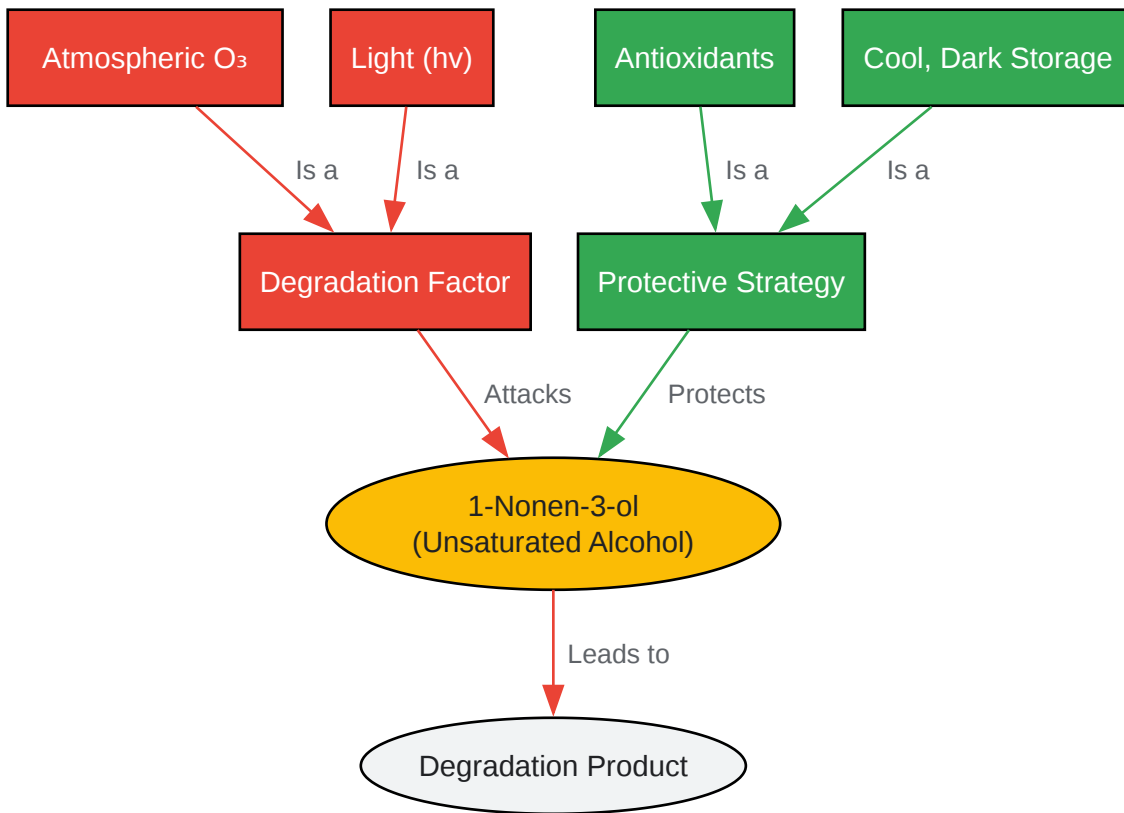 Atmospheric O₃
Light (hv)
Antioxidants
Cool, Dark Storage
Is a
Is a
Is a
Is a
Degradation Factor
Protective Strategy
Attacks
Protects
1-Nonen-3-ol
(Unsaturated Alcohol)
Leads to
Degradation Product